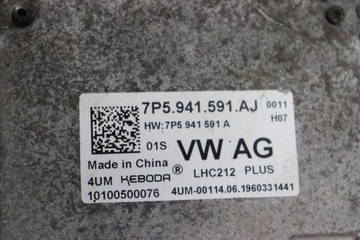 7P5.941.591.AJ 0011
HW:7P5 941 591 A H07
01S VW AG
Made in China
4UM KEBODA® LHC212 PLUS
10100500076 4UM-00114.06.1960331441